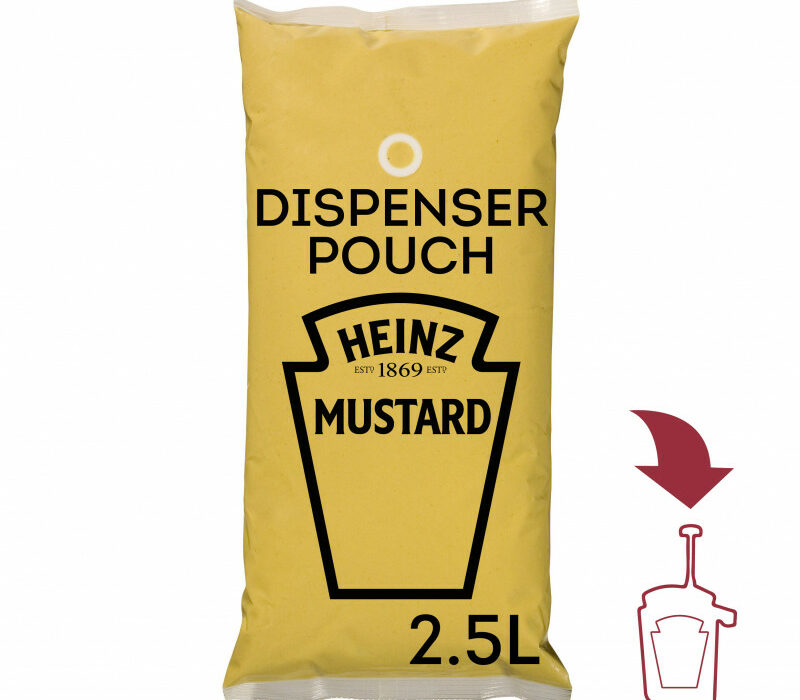 DISPENSER
POUCH
HEINZ
ESTD 1869 ESTD
MUSTARD
2.5L